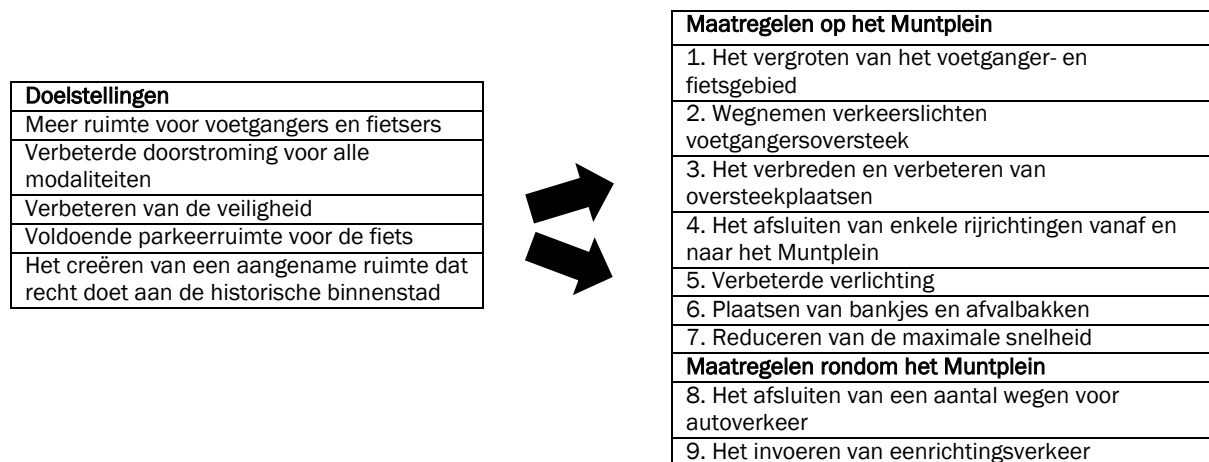 Doelstellingen
Meer ruimte voor voetgangers en fietsers
Verbeterde doorstroming voor alle
modaliteiten
Verbeteren van de veiligheid
Voldoende parkeerruimte voor de fiets
Het creëren van een aangename ruimte dat
recht doet aan de historische binnenstad
Maatregelen op het Muntplein
1. Het vergroten van het voetganger- en
fietsgebied
2. Wegnemen verkeerslichten
voetgangersoversteek
3. Het verbreden en verbeteren van
oversteekplaatsen
4. Het afsluiten van enkele rijrichtingen vanaf en
naar het Muntplein
5. Verbeterde verlichting
6. Plaatsen van bankjes en afvalbakken
7. Reduceren van de maximale snelheid
Maatregelen rondom het Muntplein
8. Het afsluiten van een aantal wegen voor
autoverkeer
9. Het invoeren van eenrichtingsverkeer